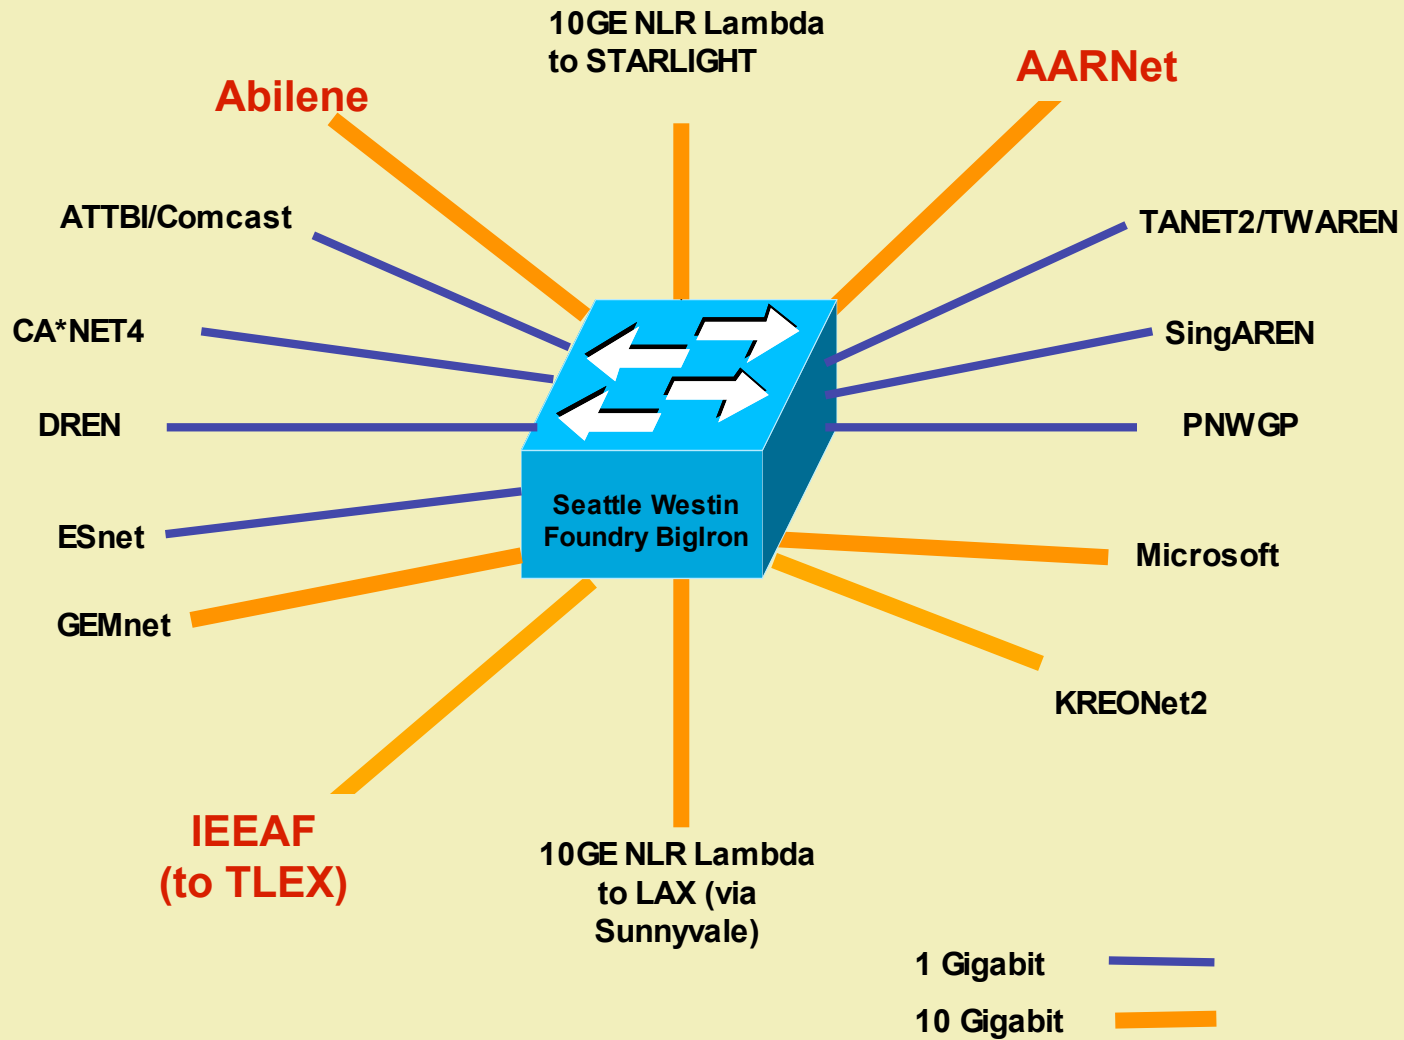 10GE NLR Lambda
to STARLIGHT
AARNet
Abilene
ATTBI/Comcast
TANET2/TWAREN
CA*NET4
SingAREN
DREN
PNWGP
Seattle Westin
Foundry BigIron
ESnet
Microsoft
GEMnet
KREONet2
IEEAF
(to TLEX)
10GE NLR Lambda
to LAX (via
Sunnyvale)
1 Gigabit
10 Gigabit